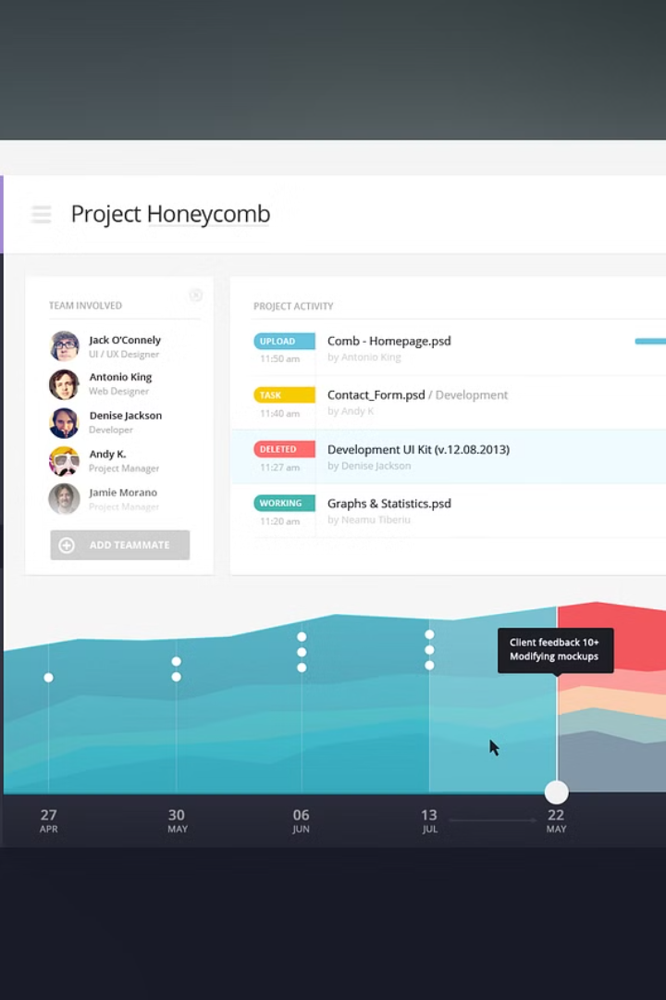 Project Honeycomb
TEAM INVOLVED
Jack O'Connely
UI / UX Designer
Antonio King
Web Designer
Denise Jackson
Developer
Andy K.
Project Manager
Jamie Morano
Project Manager
ADD TEAMMATE
PROJECT ACTIVITY
UPLOAD
Comb - Homepage.psd
11:50 am
by Antonio King
TASK
Contact_Form.psd / Development
11:40 am
by Andy K
DELETED
Development UI Kit (v.12.08.2013)
11:27 am
by Denise Jackson
WORKING
Graphs & Statistics.psd
11:20 am
by Neamu Tiberiu
Client feedback 10+
Modifying mockups
27
APR
30
MAY
06
JUN
13
JUL
22
MAY